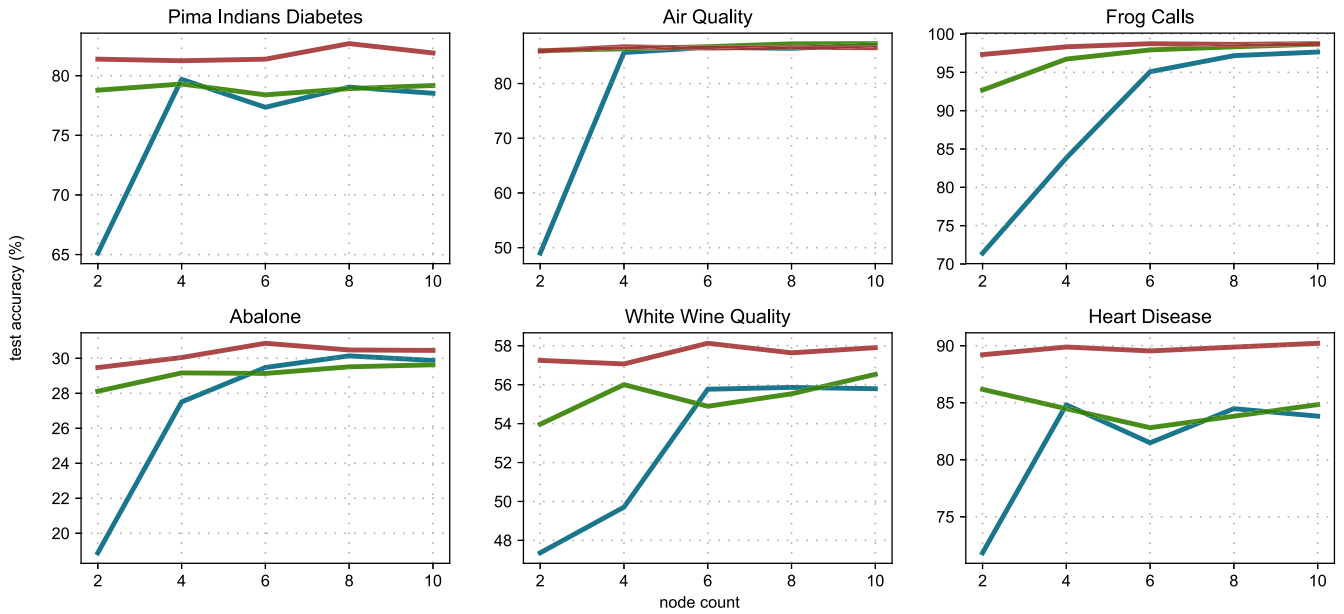 Pima Indians Diabetes
Air Quality
Frog Calls
80
75
70
65
2 4 6 8 10
80
70
60
50
2 4 6 8 10
100
95
90
85
80
75
70
2 4 6 8 10
test accuracy (%)
Abalone
White Wine Quality
Heart Disease
30
28
26
24
22
20
2 4 6 8 10
58
56
54
52
50
48
2 4 6 8 10
90
85
80
75
2 4 6 8 10
node count